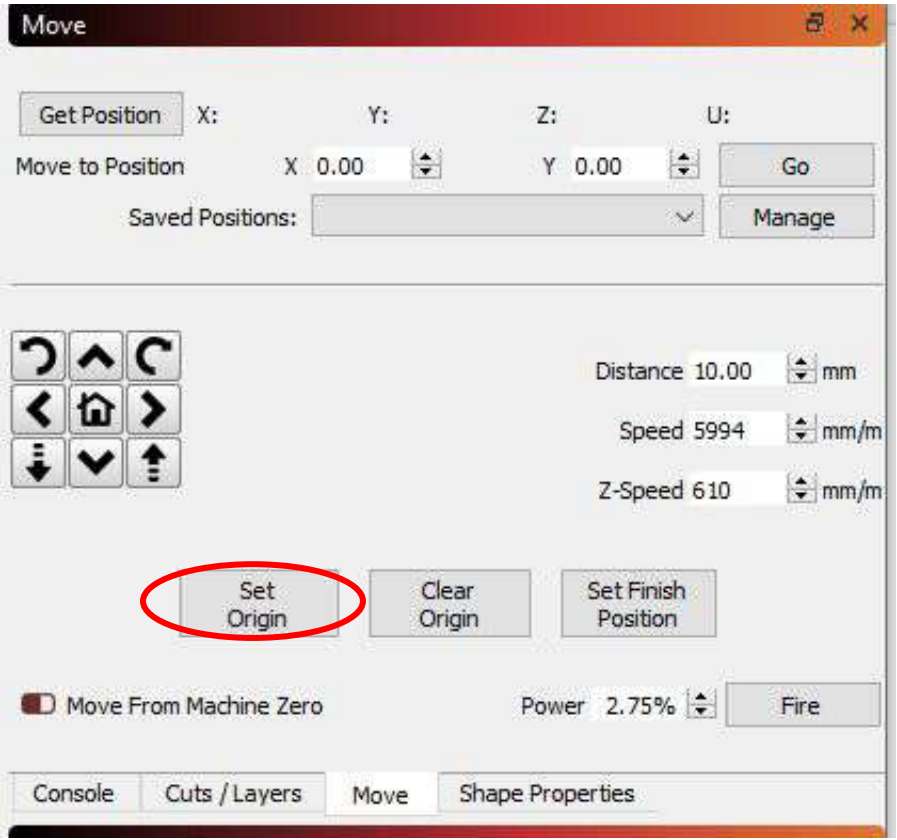 Move
Get Position X: Y: Z: U:
Move to Position X 0.00 Y 0.00 Go
Saved Positions: Manage
Distance 10.00 mm
Speed 5994 mm/m
Z-Speed 610 mm/m
Set Clear Set Finish
Origin Origin Position
Move From Machine Zero Power 2.75% Fire
Console Cuts / Layers Move Shape Properties